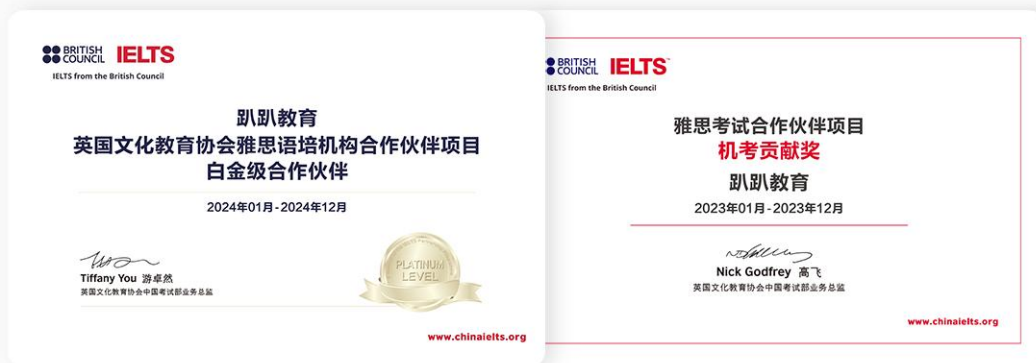 BRITISH
COUNCIL
IELTS
IELTS from the British Council
趴趴教育
英国文化教育协会雅思语培机构合作伙伴项目
白金级合作伙伴
2024年01月-2024年12月
Tiffany You 游卓然
英国文化教育协会中国考试部业务总监
PLATINUM
LEVEL
www.chinaielts.org
BRITISH
COUNCIL
IELTS™
IELTS from the British Council
雅思考试合作伙伴项目
机考贡献奖
趴趴教育
2023年01月-2023年12月
Nick Godfrey 高飞
英国文化教育协会中国考试部业务总监
www.chinaielts.org